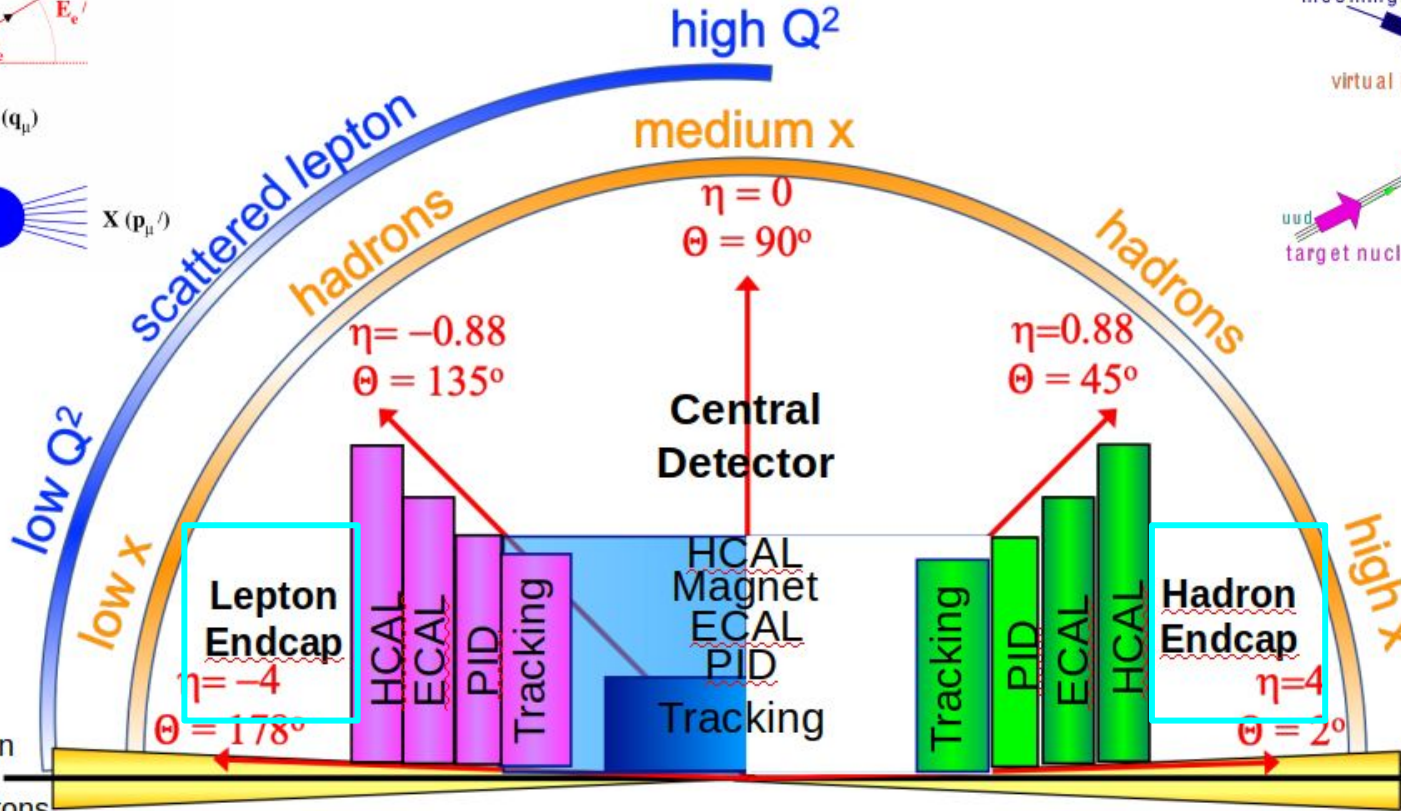 E_e'
(q_μ)
X (p_μ')
high Q²
scattered lepton
low Q²
medium x
hadrons
hadrons
low x
high x
η = 0
Θ = 90º
η= −0.88
Θ = 135º
η=0.88
Θ = 45º
Central
Detector
Lepton
Endcap
η= −4
Θ = 178º
HCAL
ECAL
PID
Tracking
HCAL
Magnet
ECAL
PID
Tracking
Tracking
PID
ECAL
HCAL
Hadron
Endcap
η=4
Θ = 2º
virtual
uud